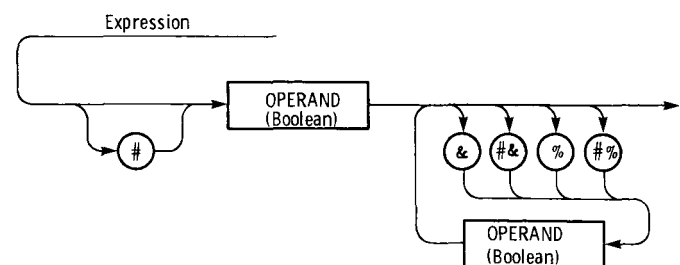 Expression
OPERAND
(Boolean)
#
& #& % #%
OPERAND
(Boolean)